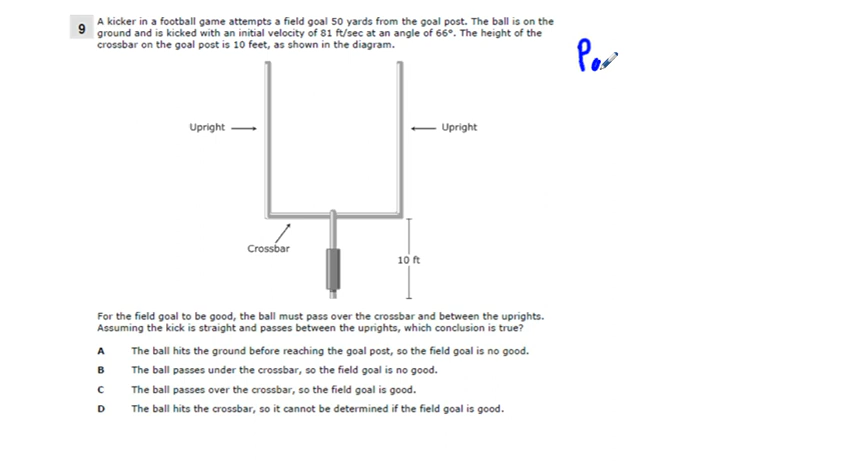 9
A kicker in a football game attempts a field goal 50 yards from the goal post. The ball is on the
ground and is kicked with an initial velocity of 81 ft/sec at an angle of 66°. The height of the
crossbar on the goal post is 10 feet, as shown in the diagram.
Pa
Upright
Upright
Crossbar
10 ft
For the field goal to be good, the ball must pass over the crossbar and between the uprights.
Assuming the kick is straight and passes between the uprights, which conclusion is true?
A The ball hits the ground before reaching the goal post, so the field goal is no good.
B The ball passes under the crossbar, so the field goal is no good.
C The ball passes over the crossbar, so the field goal is good.
D The ball hits the crossbar, so it cannot be determined if the field goal is good.